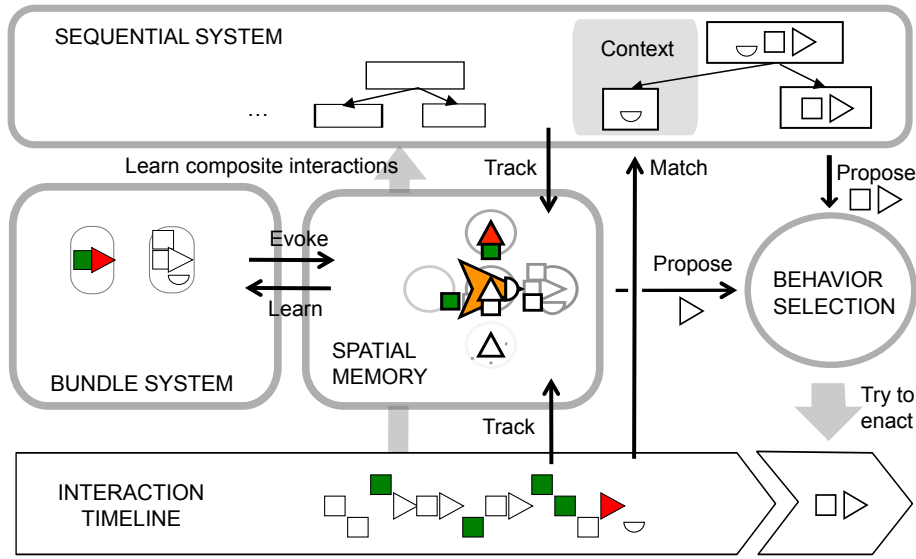 SEQUENTIAL SYSTEM
Context
...
Learn composite interactions
Track
Match
Propose
Evoke
Learn
Propose
BEHAVIOR
SELECTION
SPATIAL
MEMORY
BUNDLE SYSTEM
Track
Try to
enact
INTERACTION
TIMELINE